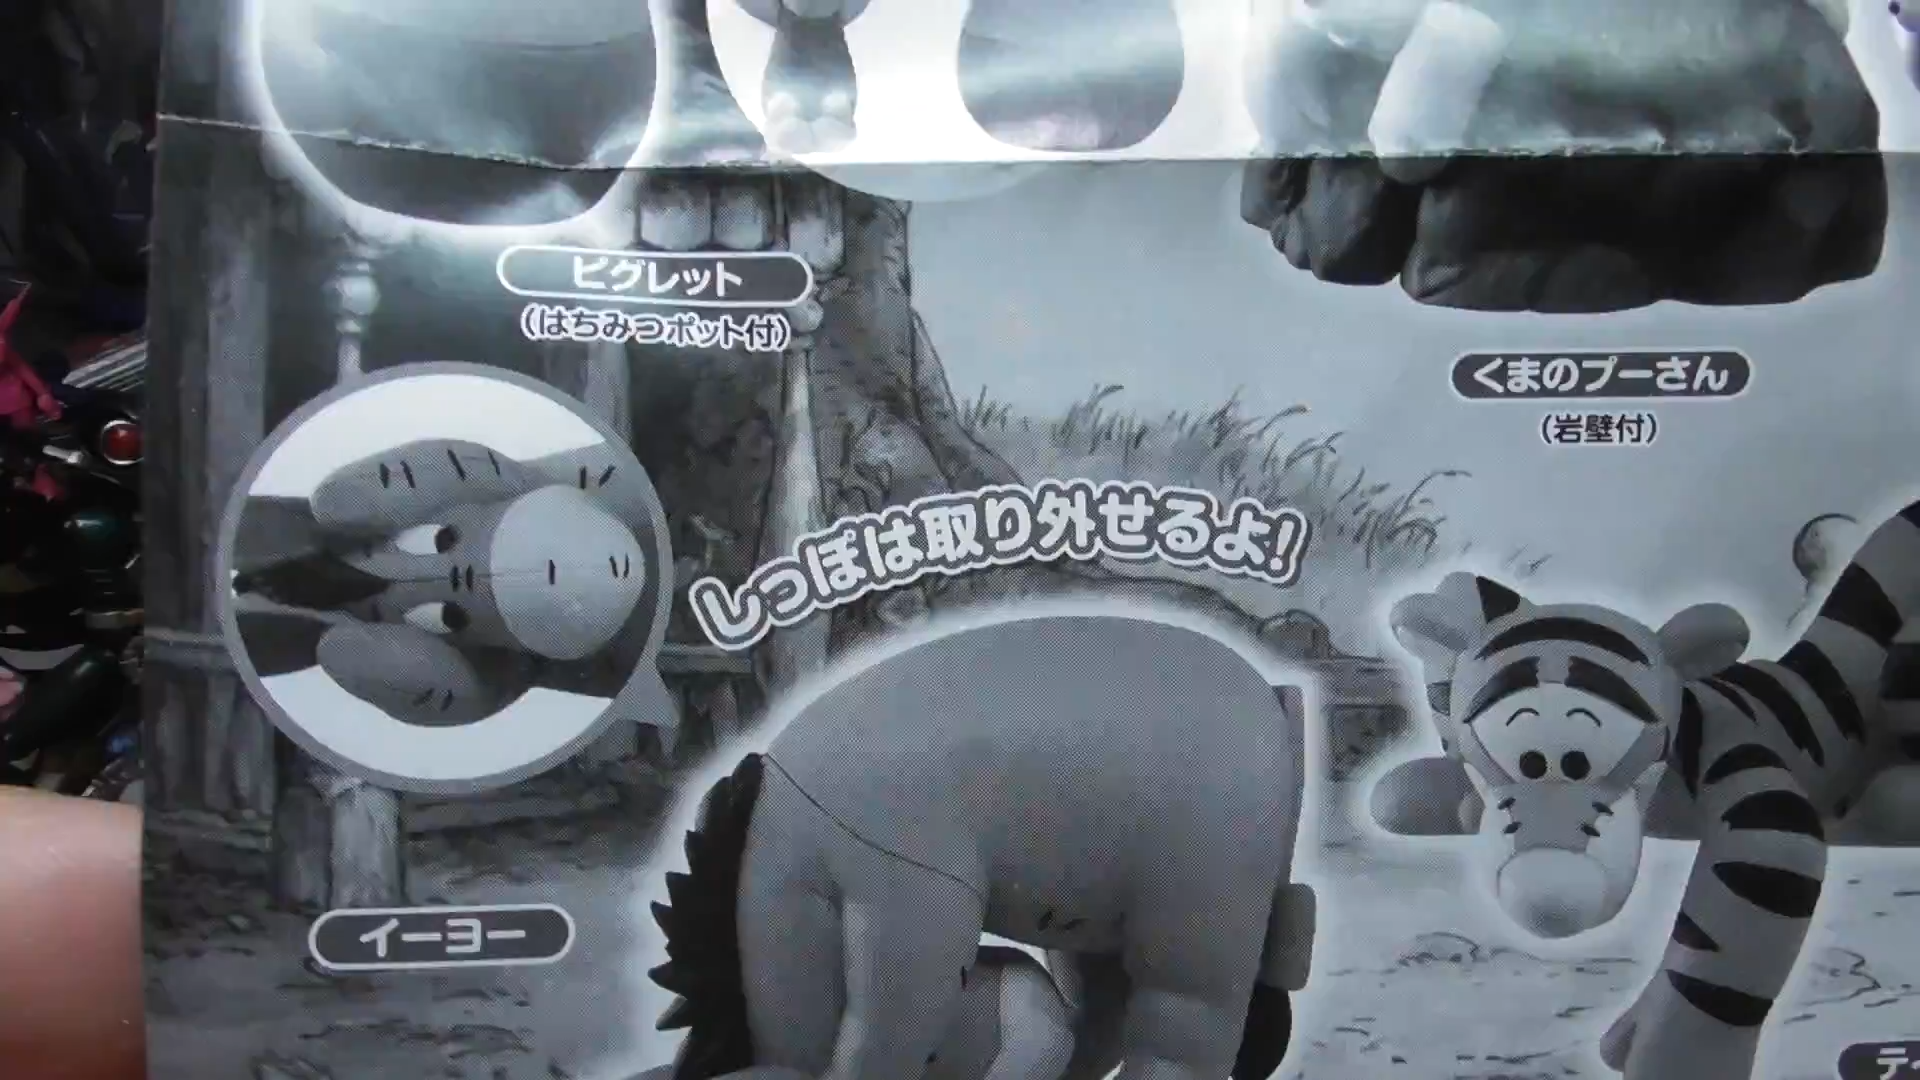 ピグレット
(はちみつポット付)
くまのプーさん
(岩壁付)
しっぽは取り外せるよ!
イーヨー